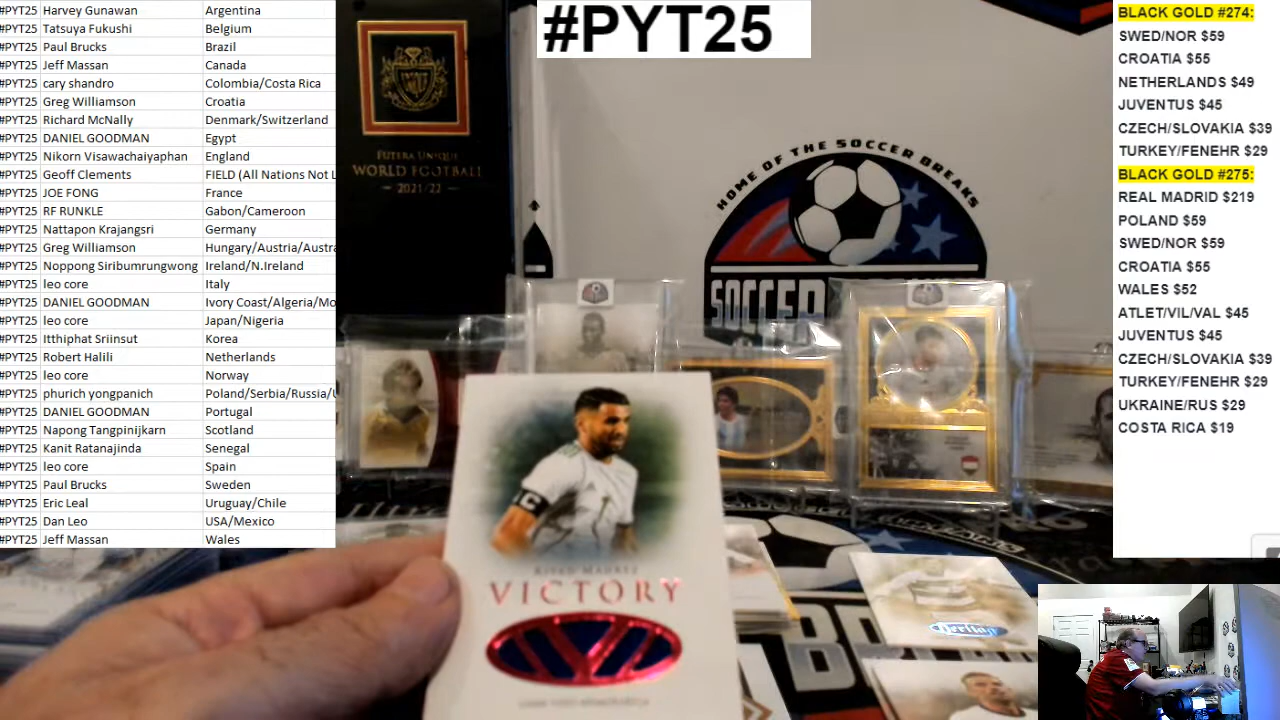 #PYT25 Harvey Gunawan Argentina
#PYT25 Tatsuya Fukushi Belgium
#PYT25 Paul Brucks Brazil
#PYT25 Jeff Massan Canada
#PYT25 cary shandro Colombia/Costa Rica
#PYT25 Greg Williamson Croatia
#PYT25 Richard McNally Denmark/Switzerland
#PYT25 DANIEL GOODMAN Egypt
#PYT25 Nikorn Visawachaiyaphan England
#PYT25 Geoff Clements FIELD (All Nations Not L
#PYT25 JOE FONG France
#PYT25 RF RUNKLE Gabon/Cameroon
#PYT25 Nattapon Krajangsri Germany
#PYT25 Greg Williamson Hungary/Austria/Austra
#PYT25 Noppong Siribumrungwong Ireland/N.Ireland
#PYT25 leo core Italy
#PYT25 DANIEL GOODMAN Ivory Coast/Algeria/Mo
#PYT25 leo core Japan/Nigeria
#PYT25 Itthiphat Sriinsut Korea
#PYT25 Robert Halili Netherlands
#PYT25 leo core Norway
#PYT25 phurich yongpanich Poland/Serbia/Russia/U
#PYT25 DANIEL GOODMAN Portugal
#PYT25 Napong Tangpinijkarn Scotland
#PYT25 Kanit Ratanajinda Senegal
#PYT25 leo core Spain
#PYT25 Paul Brucks Sweden
#PYT25 Eric Leal Uruguay/Chile
#PYT25 Dan Leo USA/Mexico
#PYT25 Jeff Massan Wales
#PYT25
FUTERA UNIQUE
WORLD FOOTBALL
2021/22
HOME OF THE SOCCER BREAKS
SOCCER
RIYAD MAHREZ
VICTORY
BLACK GOLD #274:
SWED/NOR $59
CROATIA $55
NETHERLANDS $49
JUVENTUS $45
CZECH/SLOVAKIA $39
TURKEY/FENEHR $29
BLACK GOLD #275:
REAL MADRID $219
POLAND $59
SWED/NOR $59
CROATIA $55
WALES $52
ATLET/VIL/VAL $45
JUVENTUS $45
CZECH/SLOVAKIA $39
TURKEY/FENEHR $29
UKRAINE/RUS $29
COSTA RICA $19